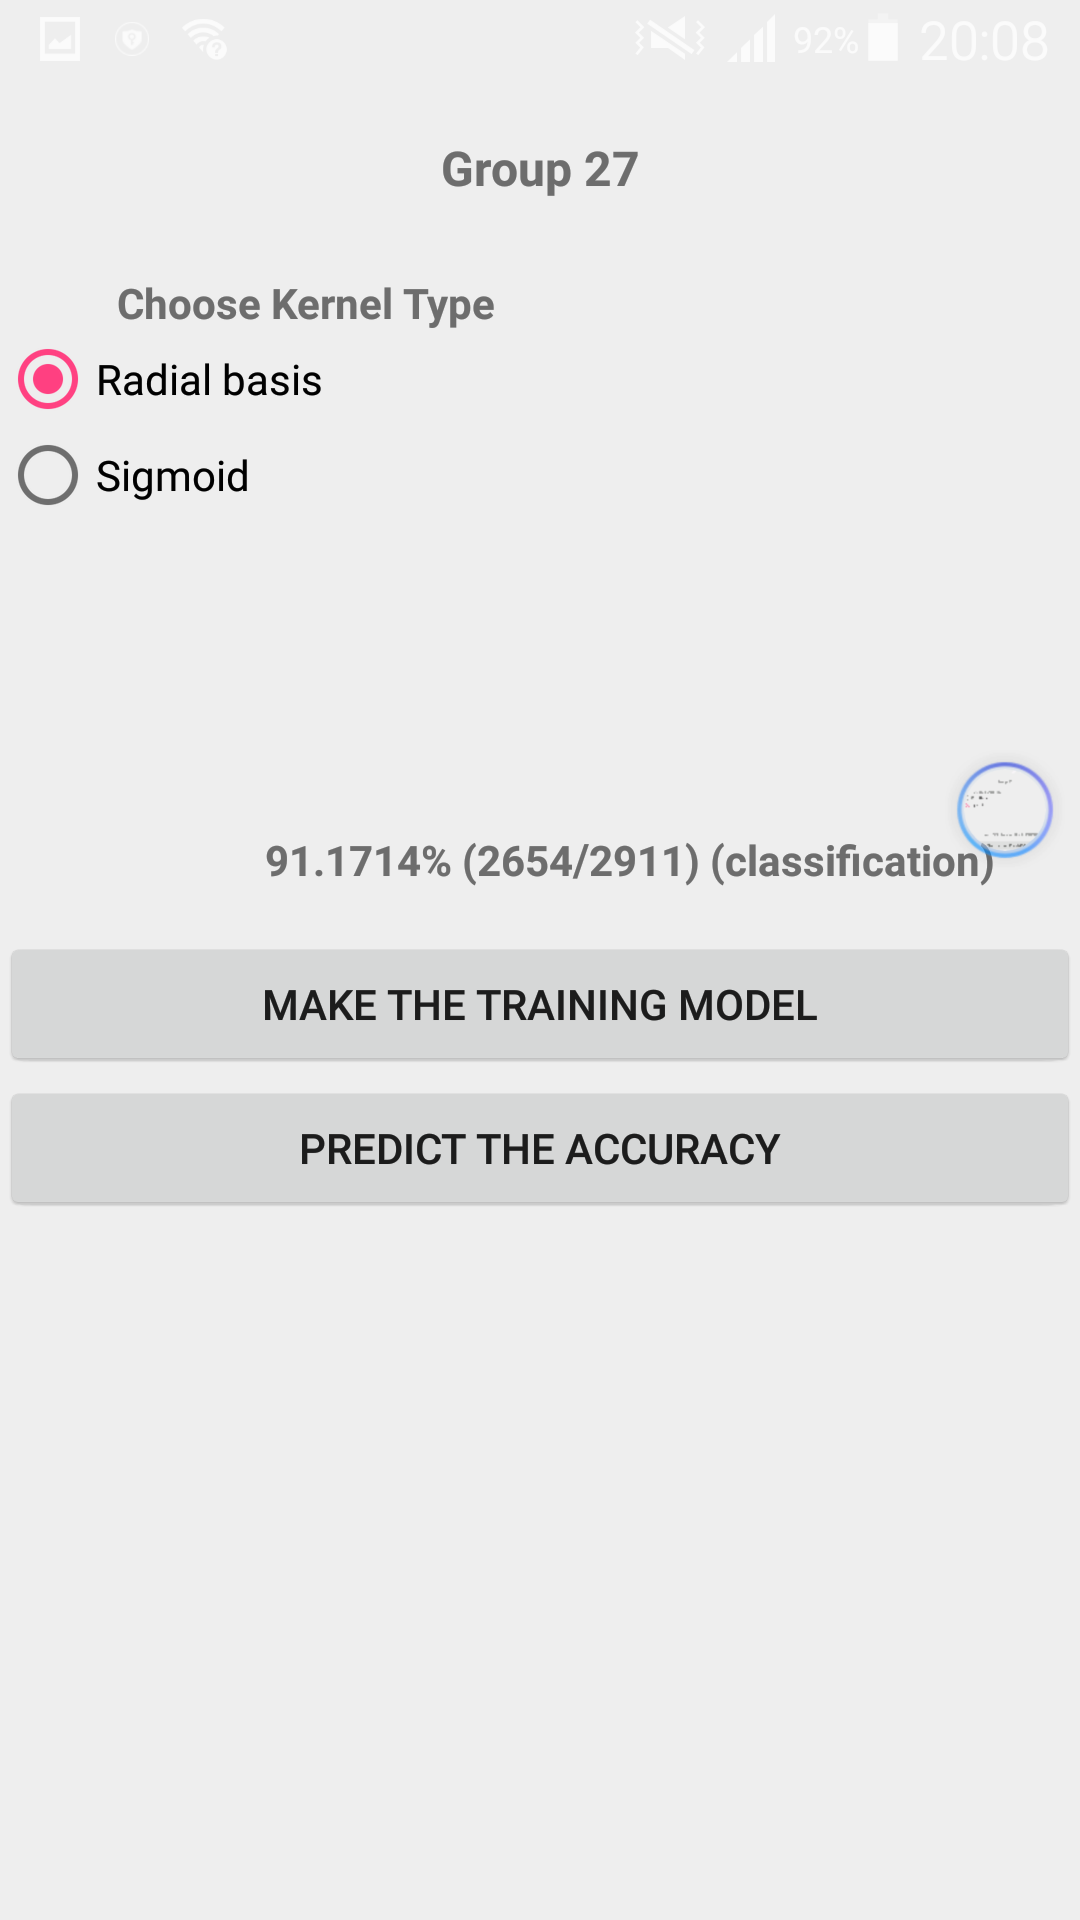 92% 20:08
Group 27
Choose Kernel Type
Radial basis
Sigmoid
91.1714% (2654/2911) (classification)
MAKE THE TRAINING MODEL
PREDICT THE ACCURACY